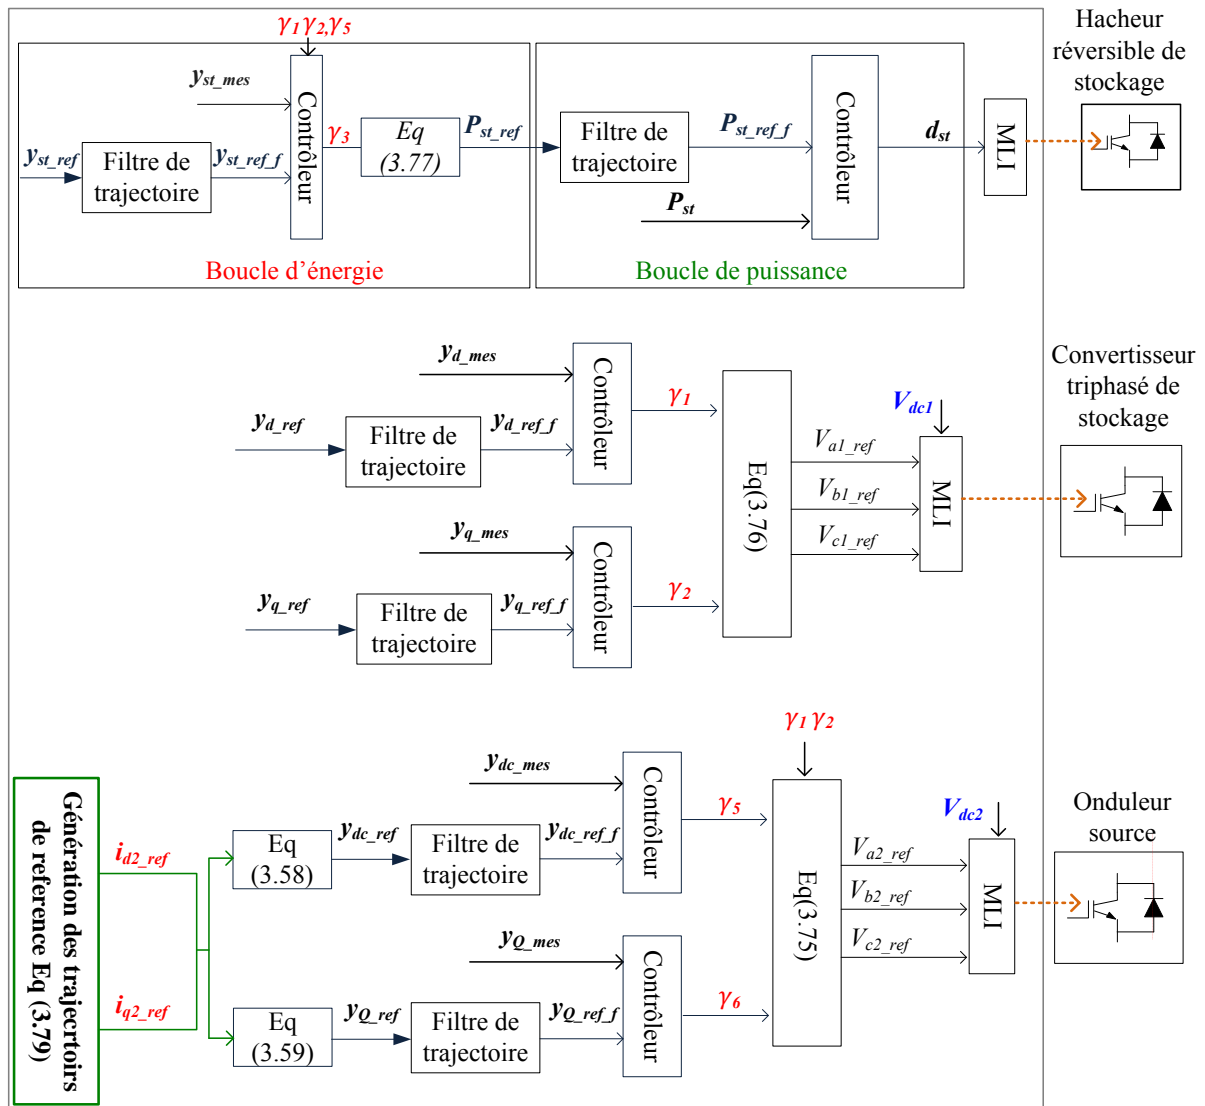 γ1 γ2,γ5
Hacheur
réversible de
stockage
yst_mes
Contrôleur
γ3
Eq
(3.77)
Pst_ref
yst_ref
Filtre de
trajectoire
yst_ref_f
Boucle d'énergie
Filtre de
trajectoire
Pst_ref_f
Pst
Contrôleur
dst
MLI
Boucle de puissance
Convertisseur
triphasé de
stockage
yd_mes
Contrôleur
γ1
yd_ref
Filtre de
trajectoire
yd_ref_f
yq_mes
Contrôleur
γ2
yq_ref
Filtre de
trajectoire
yq_ref_f
Eq(3.76)
Va1_ref
Vb1_ref
Vc1_ref
Vdc1
MLI
Génération des trajecrtoirs
de reference Eq (3.79)
id2_ref
iq2_ref
Eq
(3.58)
ydc_ref
Filtre de
trajectoire
ydc_ref_f
ydc_mes
Contrôleur
γ5
Eq
(3.59)
yQ_ref
Filtre de
trajectoire
yQ_ref_f
yQ_mes
Contrôleur
γ6
γ1 γ2
Eq(3.75)
Va2_ref
Vb2_ref
Vc2_ref
Vdc2
MLI
Onduleur
source